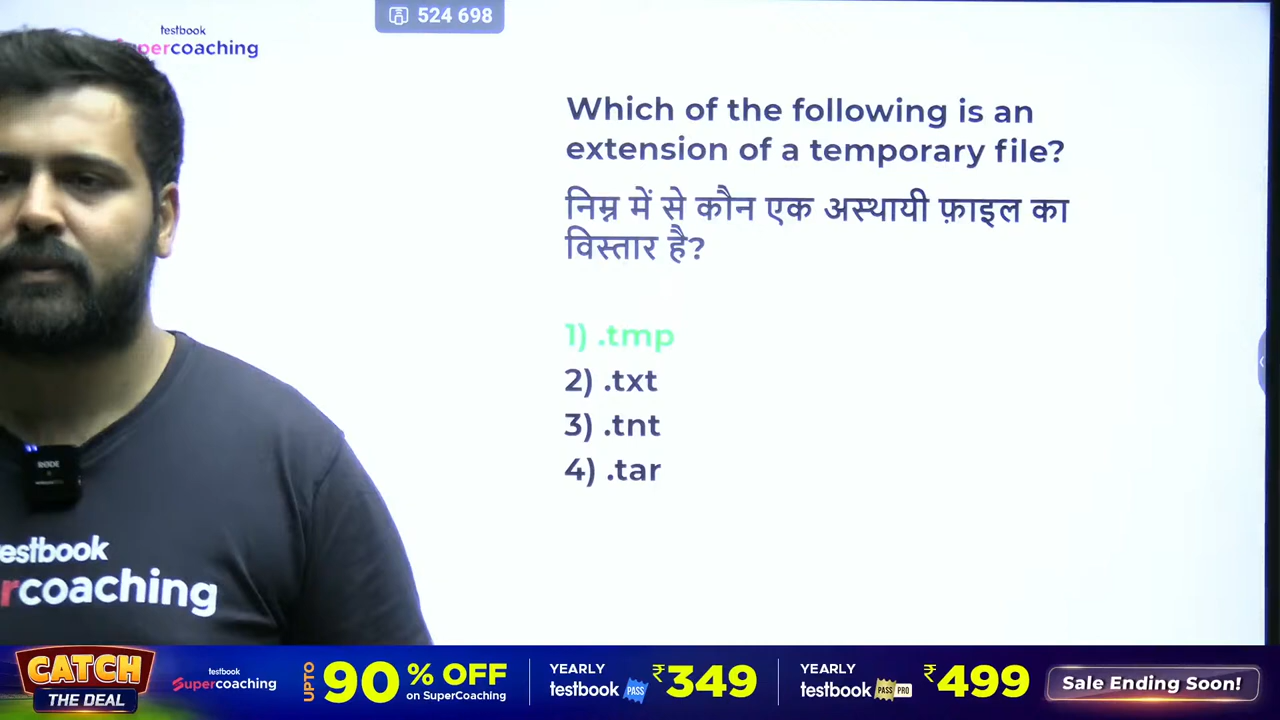 testbook
Supercoaching
524 698
Which of the following is an
extension of a temporary file?
निम्न में से कौन एक अस्थायी फ़ाइल का
विस्तार है?
1) .tmp
2) .txt
3) .tnt
4) .tar
RODE
estbook
rcoaching
CATCH
THE DEAL
testbook
Supercoaching
UPTO
90% OFF
on SuperCoaching
YEARLY
testbook PASS
₹349
YEARLY
testbook PASS PRO
₹499
Sale Ending Soon!